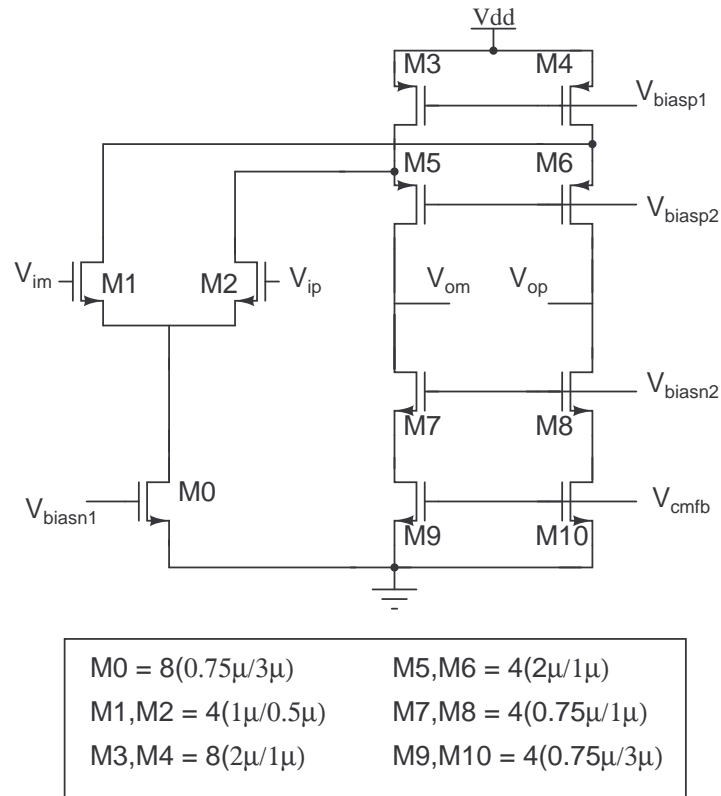 Vdd
M3 M4
V_biasp1
M5 M6
V_biasp2
V_im M1 M2 V_ip
V_om V_op
V_biasn2
M7 M8
M0
V_biasn1
V_cmfb
M9 M10
M0 = 8(0.75μ/3μ) M5,M6 = 4(2μ/1μ)
M1,M2 = 4(1μ/0.5μ) M7,M8 = 4(0.75μ/1μ)
M3,M4 = 8(2μ/1μ) M9,M10 = 4(0.75μ/3μ)